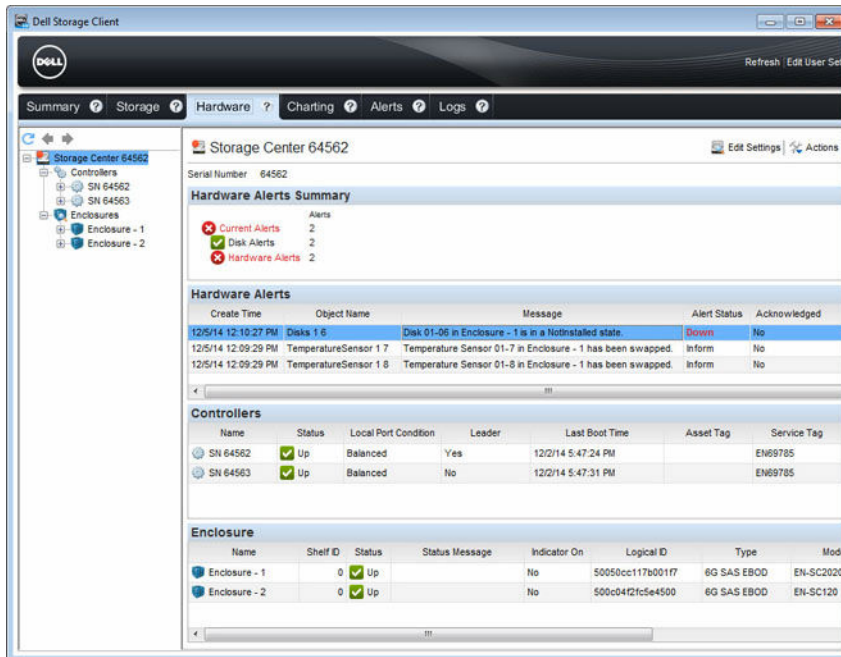 Dell Storage Client
DELL
Refresh Edit User Set
Summary ? Storage ? Hardware ? Charting ? Alerts ? Logs ?
Storage Center 64562
Controllers
SN 64562
SN 64563
Enclosures
Enclosure - 1
Enclosure - 2
Storage Center 64562
Edit Settings Actions
Serial Number 64562
Hardware Alerts Summary
Alerts
Current Alerts 2
Disk Alerts 2
Hardware Alerts 2
Hardware Alerts
Create Time Object Name Message Alert Status Acknowledged
12/5/14 12:10:27 PM Disks 1 6 Disk 01-06 in Enclosure - 1 is in a NotInstalled state. Down No
12/5/14 12:09:29 PM TemperatureSensor 1 7 Temperature Sensor 01-7 in Enclosure - 1 has been swapped. Inform No
12/5/14 12:09:29 PM TemperatureSensor 1 8 Temperature Sensor 01-8 in Enclosure - 1 has been swapped. Inform No
Controllers
Name Status Local Port Condition Leader Last Boot Time Asset Tag Service Tag
SN 64562 Up Balanced Yes 12/2/14 5:47:24 PM EN69785
SN 64563 Up Balanced No 12/2/14 5:47:31 PM EN69785
Enclosure
Name Shelf ID Status Status Message Indicator On Logical ID Type Mod
Enclosure - 1 0 Up No 50050cc117b001f7 6G SAS EBOD EN-SC2020
Enclosure - 2 0 Up No 500c04f2fc5e4500 6G SAS EBOD EN-SC120